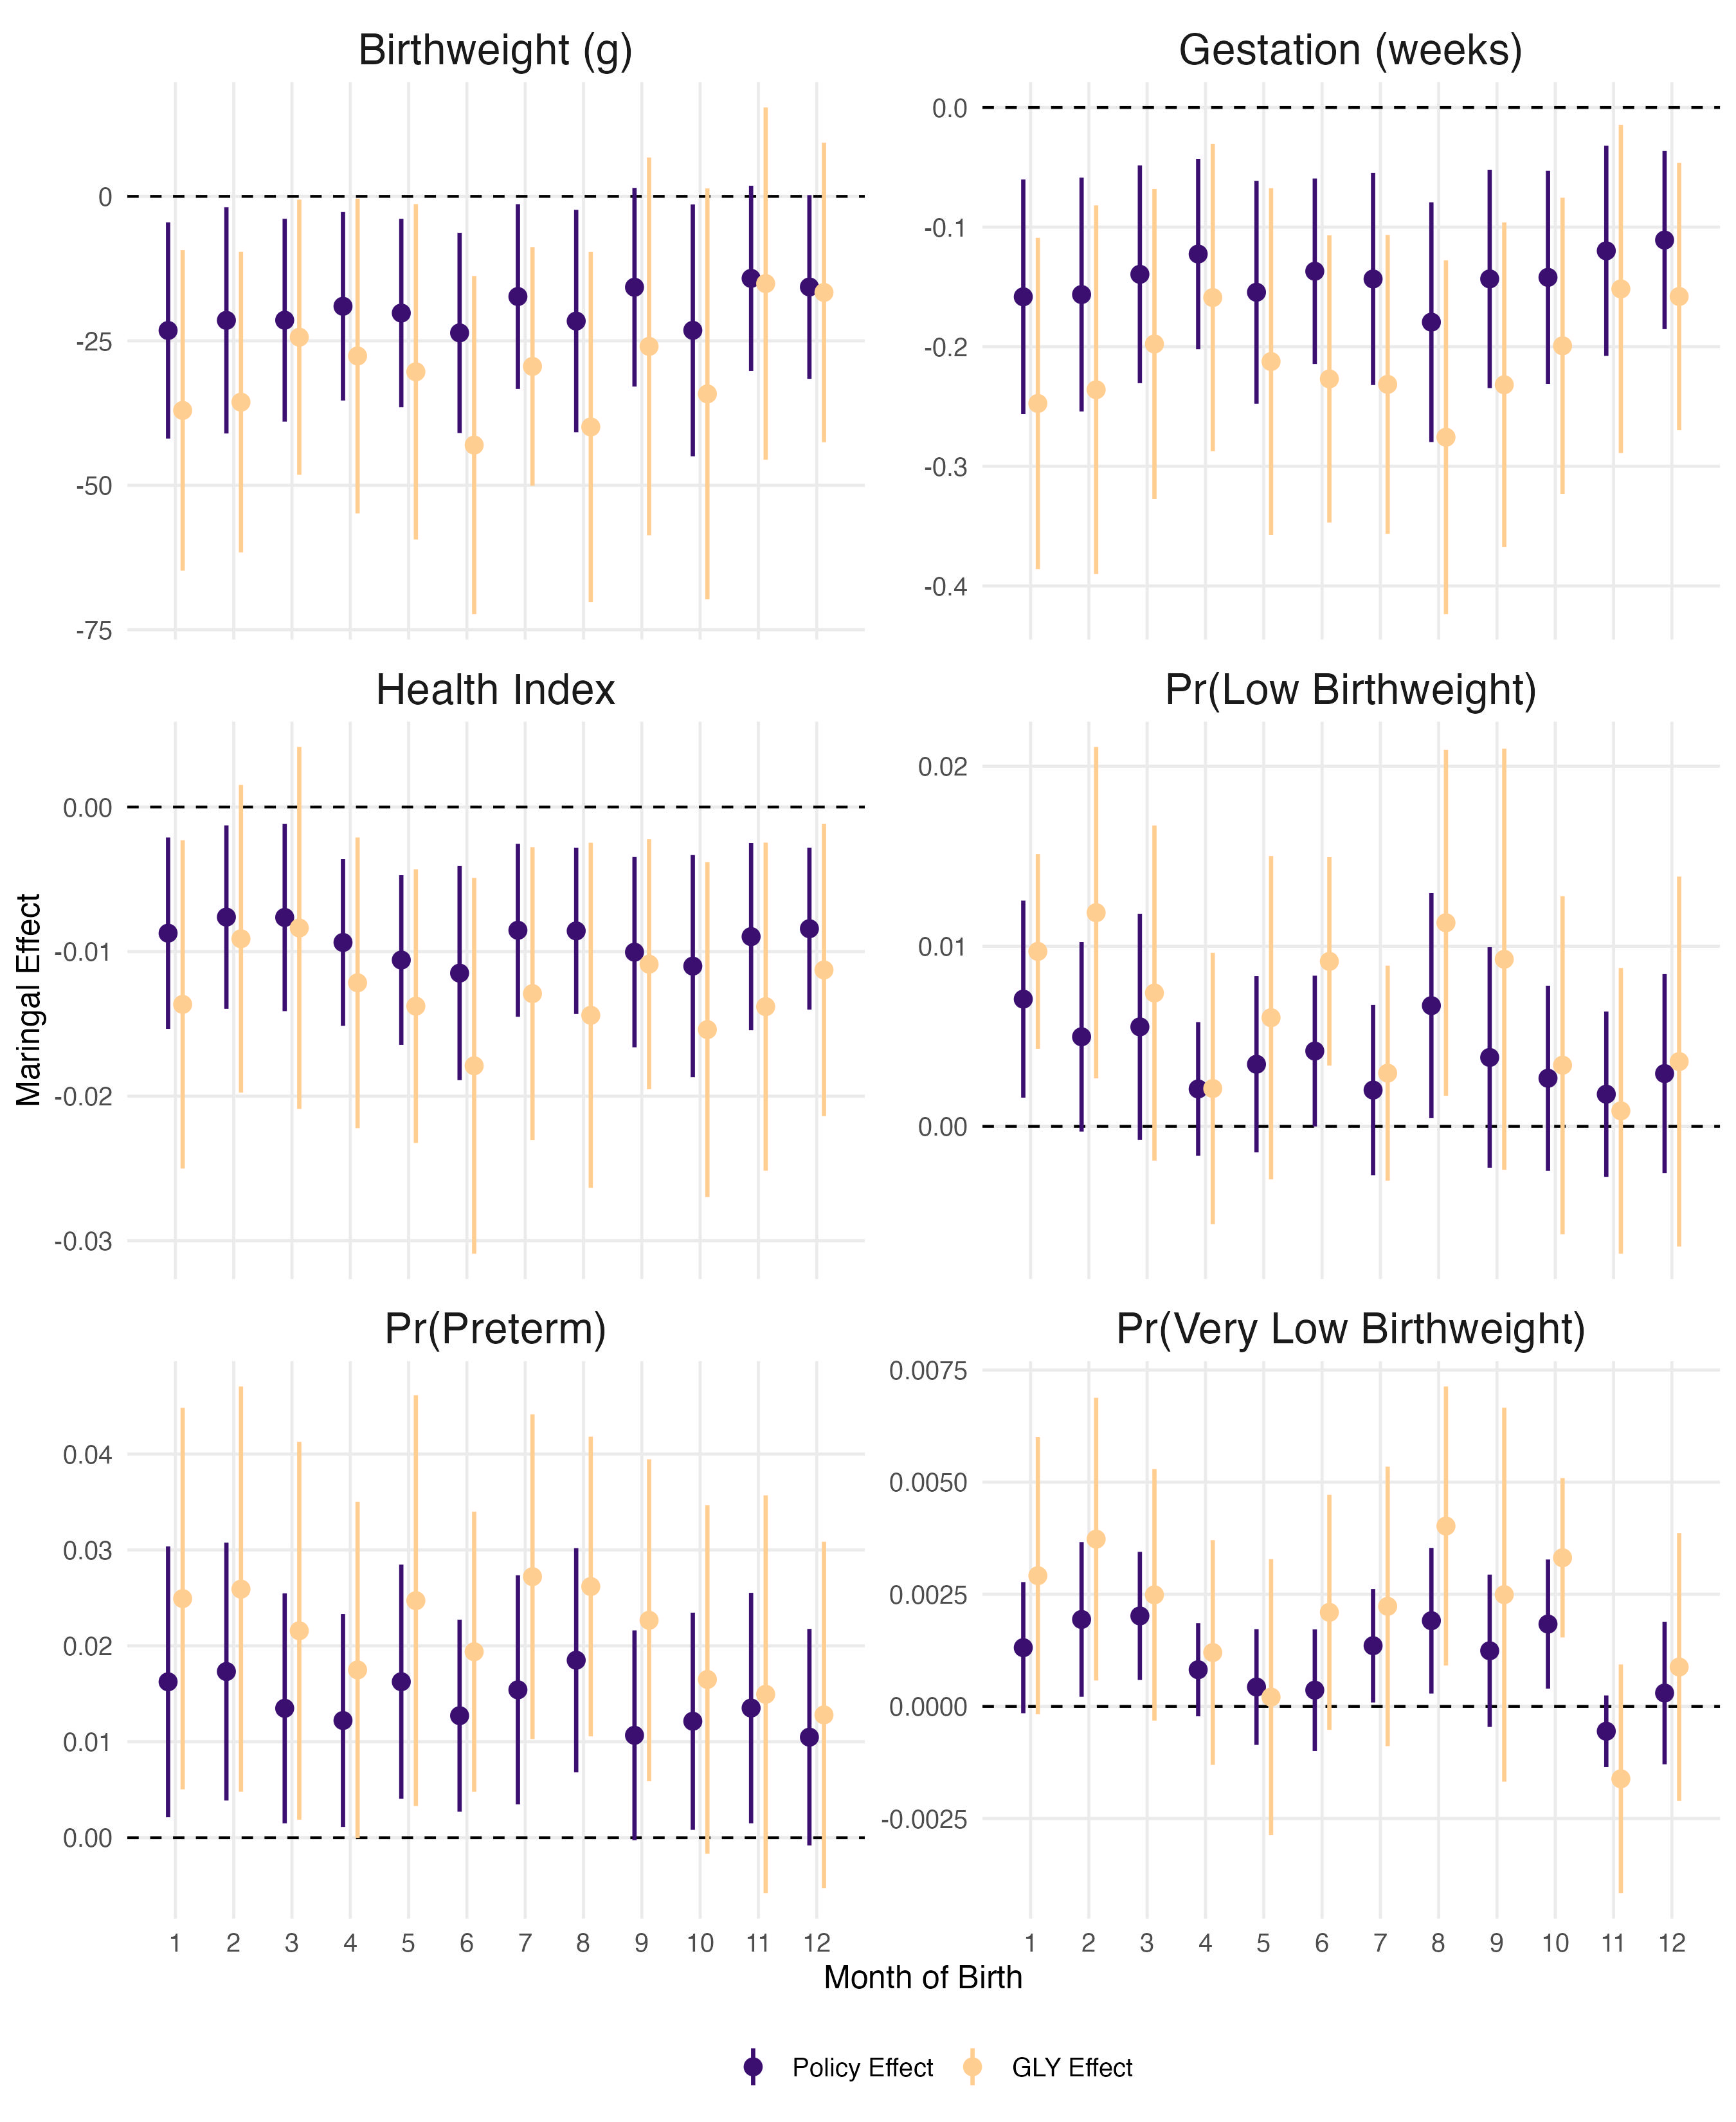 Birthweight (g)
Gestation (weeks)
0
-25
-50
-75
0.0
-0.1
-0.2
-0.3
-0.4
Health Index
Pr(Low Birthweight)
0.00
-0.01
-0.02
-0.03
0.02
0.01
0.00
Maringal Effect
Pr(Preterm)
Pr(Very Low Birthweight)
0.04
0.03
0.02
0.01
0.00
0.0075
0.0050
0.0025
0.0000
-0.0025
1 2 3 4 5 6 7 8 9 10 11 12
1 2 3 4 5 6 7 8 9 10 11 12
Month of Birth
Policy Effect GLY Effect